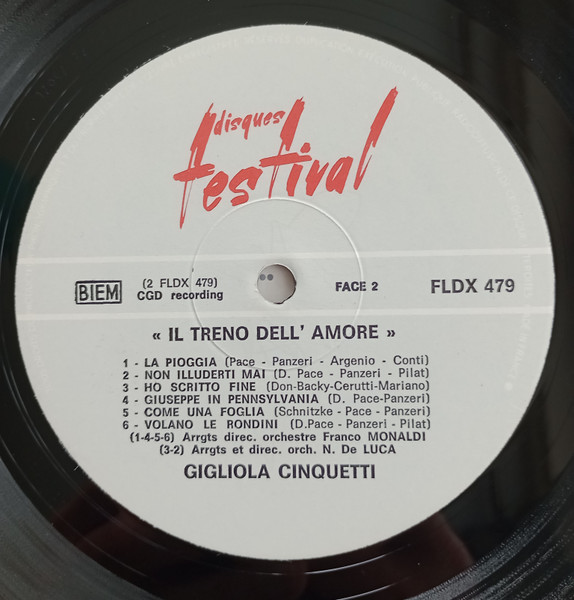 disques
festival
BIEM
(2 FLDX 479)
CGD recording
FACE 2
FLDX 479
« IL TRENO DELL' AMORE »
1 - LA PIOGGIA (Pace - Panzeri - Argenio - Conti)
2 - NON ILLUDERTI MAI (D. Pace - Panzeri - Pilat)
3 - HO SCRITTO FINE (Don-Backy-Cerutti-Mariano)
4 - GIUSEPPE IN PENNSYLVANIA (D. Pace-Panzeri)
5 - COME UNA FOGLIA (Schnitzke - Pace - Panzeri)
6 - VOLANO LE RONDINI (D.Pace - Panzeri - Pilat)
(1-4-5-6) Arrgts direc. orchestre Franco MONALDI
(3-2) Arrgts et direc. orch. N. De LUCA
GIGLIOLA CINQUETTI